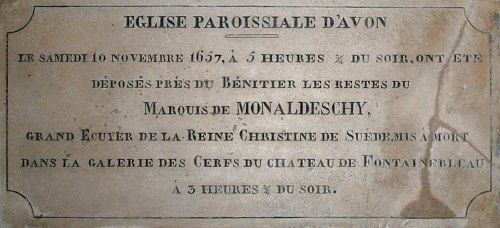 EGLISE PAROISSIALE D'AVON
LE SAMEDI 10 NOVEMBRE 1657, À 5 HEURES ¾ DU SOIR, ONT ETE
DÉPOSÉS PRÈS DU BÉNITIER LES RESTES DU
MARQUIS DE MONALDESCHY,
GRAND ECUYER DE LA REINE CHRISTINE DE SUÈDE, MIS A MORT
DANS LA GALERIE DES CERFS DU CHATEAU DE FONTAINEBLEAU
À 3 HEURES ¾ DU SOIR.